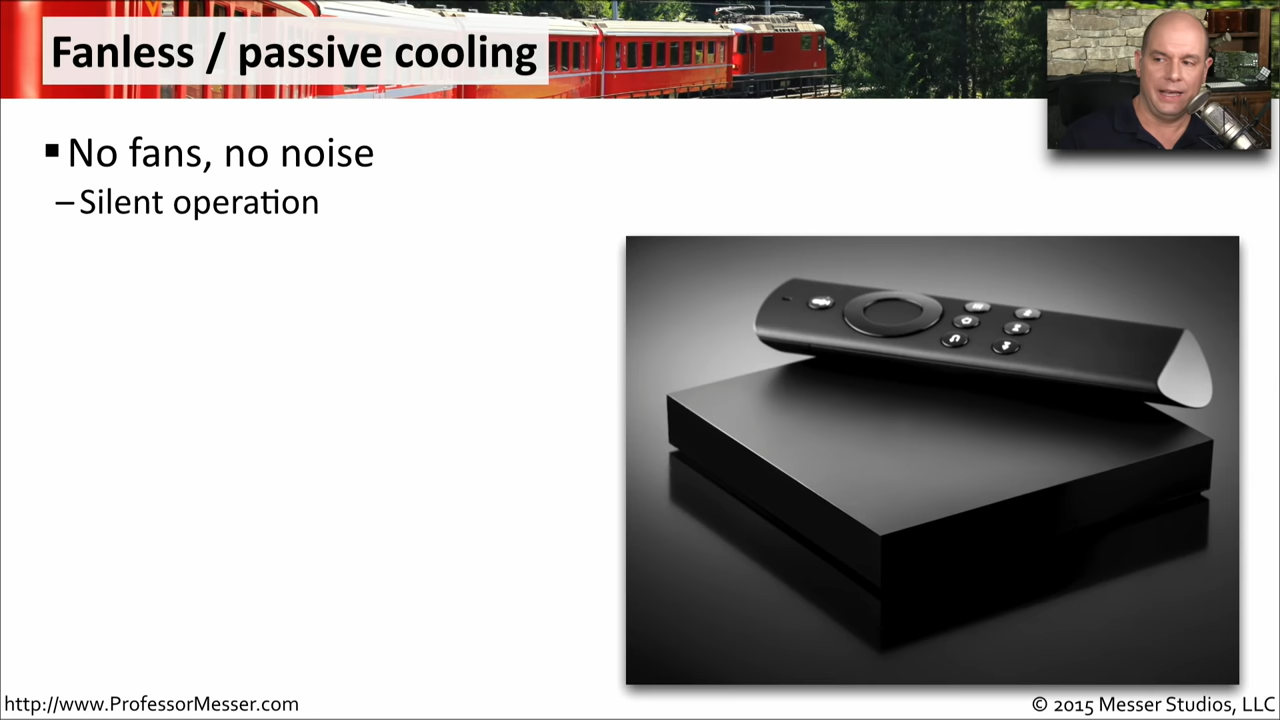 Fanless / passive cooling
▪ No fans, no noise
– Silent operation
http://www.ProfessorMesser.com
© 2015 Messer Studios, LLC